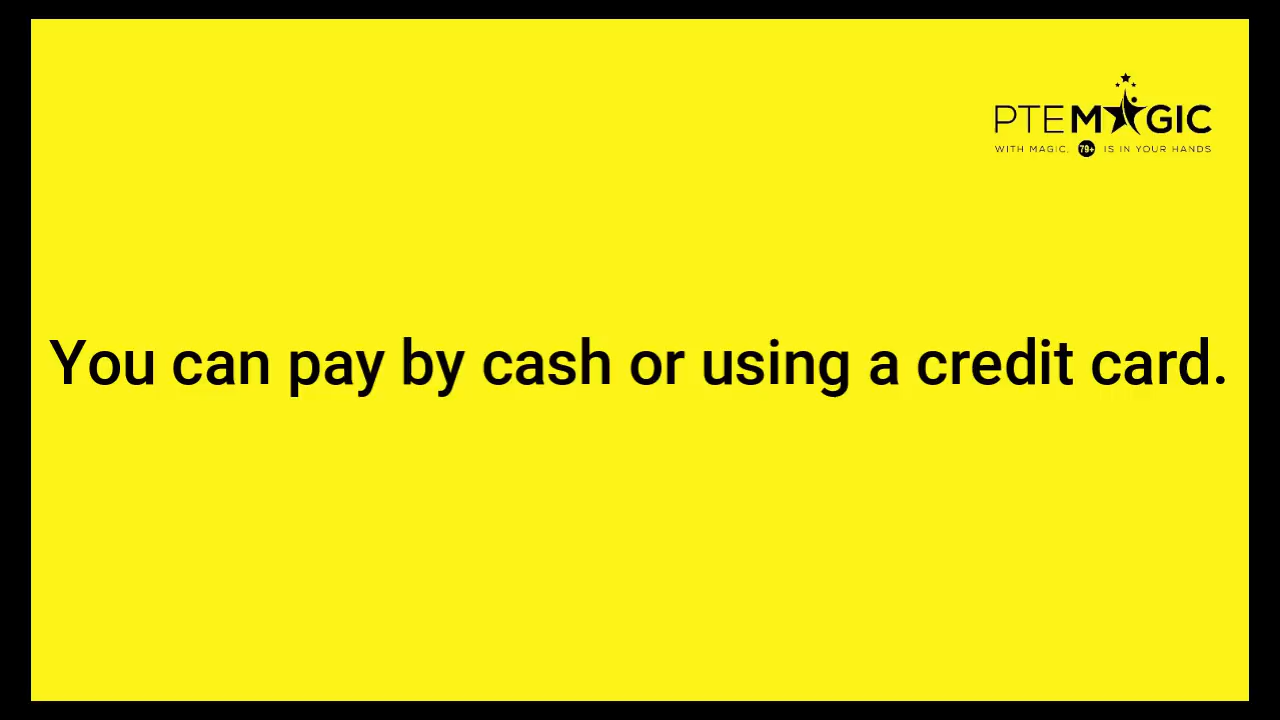 PTEMAGIC
WITH MAGIC, 79+ IS IN YOUR HANDS
You can pay by cash or using a credit card.